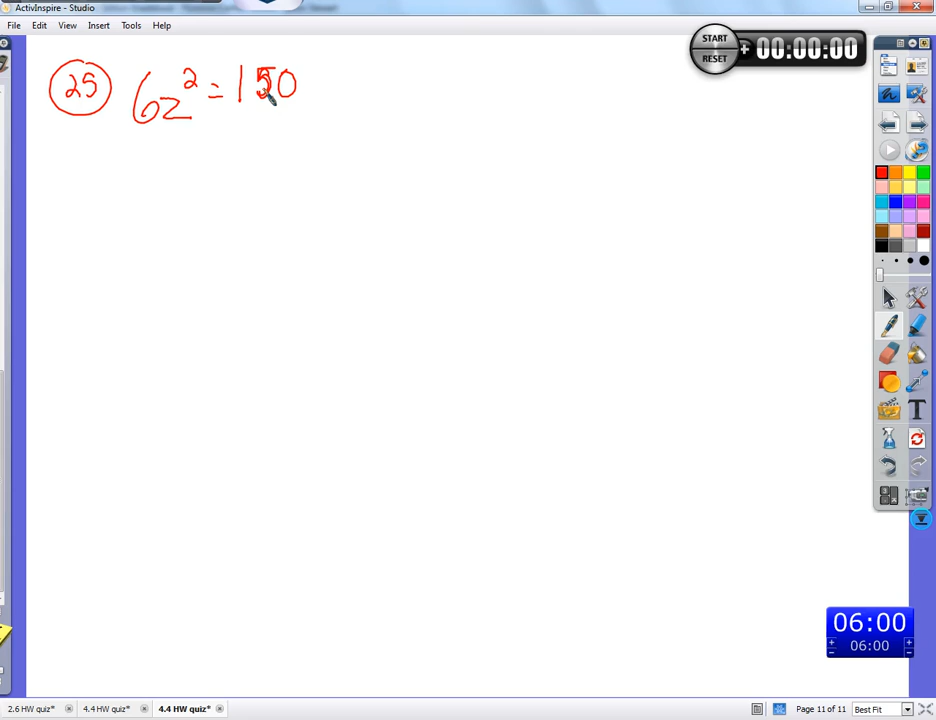 ActivInspire - Studio
File Edit View Insert Tools Help
START
RESET
00:00:00
25 6z² = 150
06:00
06:00
2.6 HW quiz* 4.4 HW quiz* 4.4 HW quiz*
Page 11 of 11 Best Fit